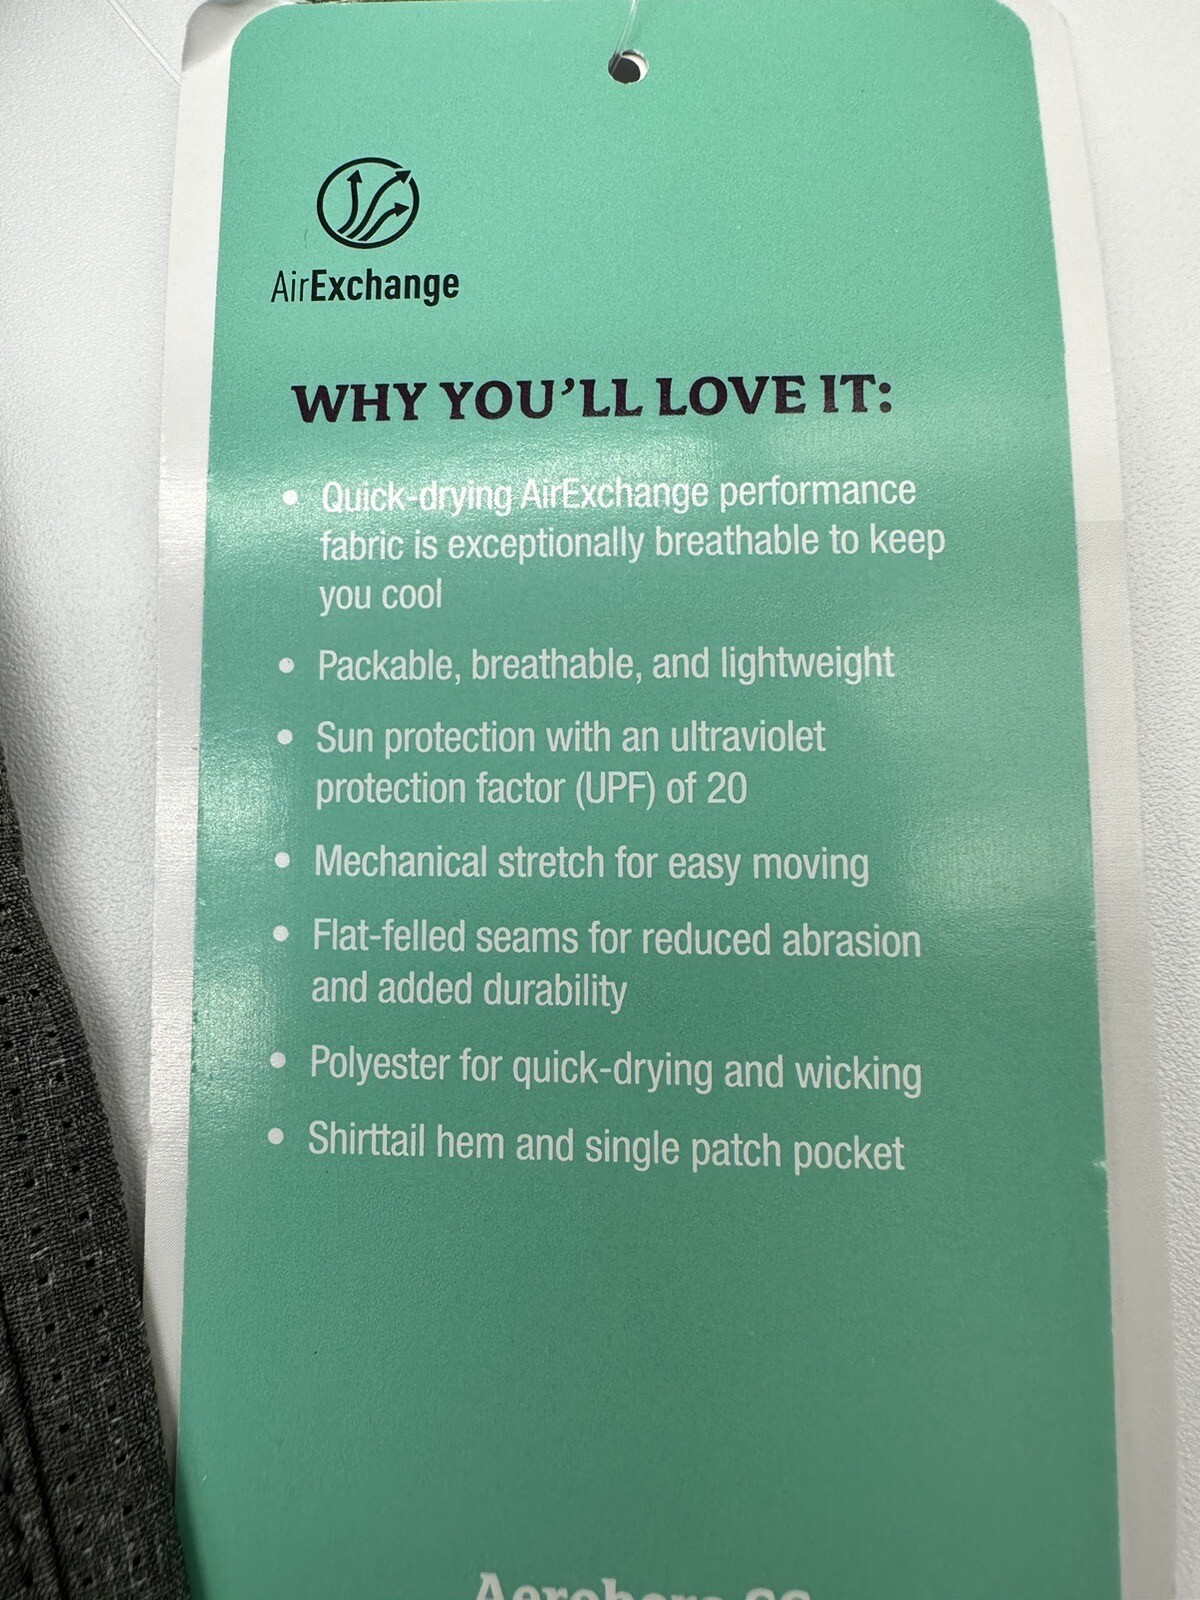 AirExchange
WHY YOU'LL LOVE IT:
• Quick-drying AirExchange performance
fabric is exceptionally breathable to keep
you cool
• Packable, breathable, and lightweight
• Sun protection with an ultraviolet
protection factor (UPF) of 20
• Mechanical stretch for easy moving
• Flat-felled seams for reduced abrasion
and added durability
• Polyester for quick-drying and wicking
• Shirttail hem and single patch pocket